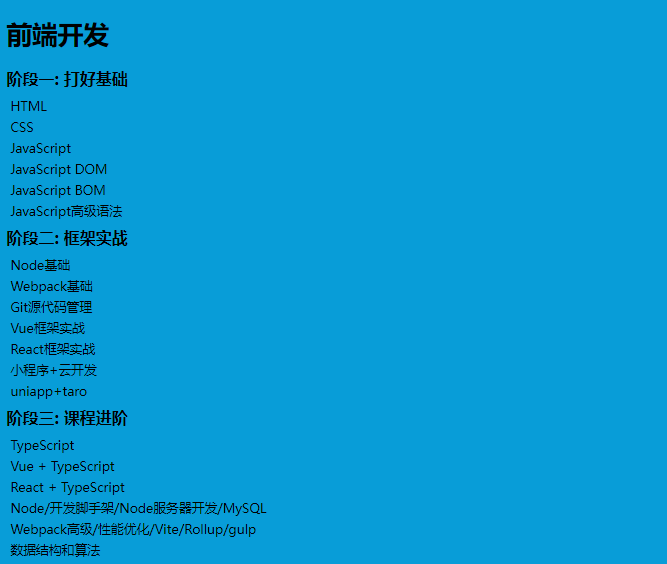 前端开发
阶段一: 打好基础
HTML
CSS
JavaScript
JavaScript DOM
JavaScript BOM
JavaScript高级语法
阶段二: 框架实战
Node基础
Webpack基础
Git源代码管理
Vue框架实战
React框架实战
小程序+云开发
uniapp+taro
阶段三: 课程进阶
TypeScript
Vue + TypeScript
React + TypeScript
Node/开发脚手架/Node服务器开发/MySQL
Webpack高级/性能优化/Vite/Rollup/gulp
数据结构和算法